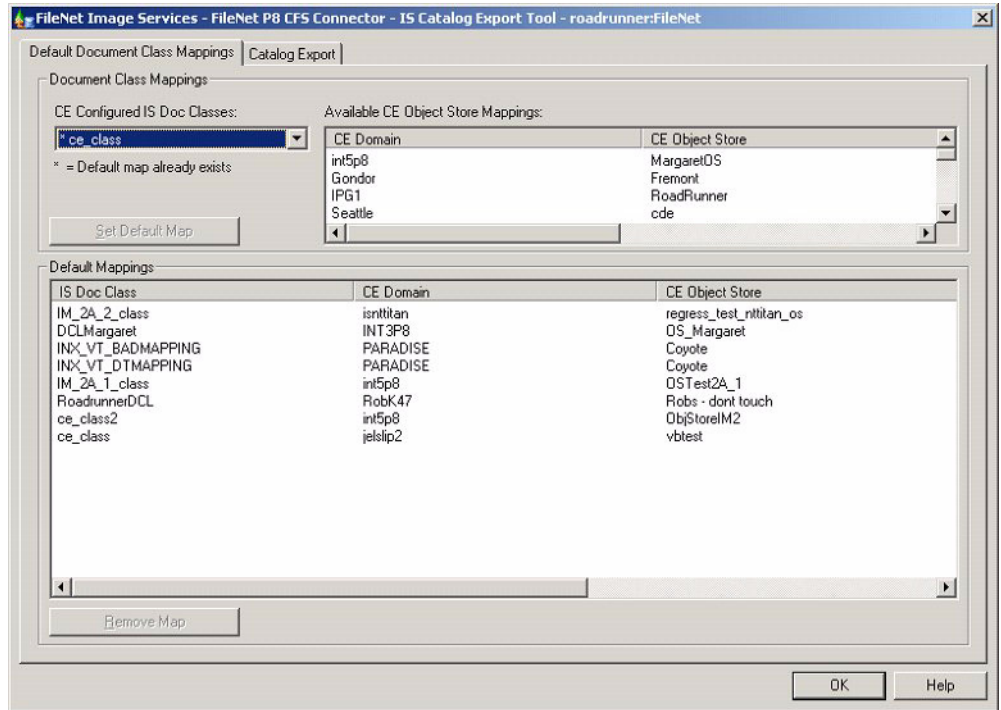 FileNet Image Services - FileNet P8 CFS Connector - IS Catalog Export Tool - roadrunner:FileNet
Default Document Class Mappings Catalog Export
Document Class Mappings
CE Configured IS Doc Classes: Available CE Object Store Mappings:
* ce_class CE Domain CE Object Store
* = Default map already exists int5p8 MargaretOS
Gondor Fremont
IPG1 RoadRunner
Seattle cde
Set Default Map
Default Mappings
IS Doc Class CE Domain CE Object Store
IM_2A_2_class isnttitan regress_test_nttitan_os
DCLMargaret INT3P8 OS_Margaret
INX_VT_BADMAPPING PARADISE Coyote
INX_VT_DTMAPPING PARADISE Coyote
IM_2A_1_class int5p8 OSTest2A_1
RoadrunnerDCL RobK47 Robs - dont touch
ce_class2 int5p8 ObjStoreIM2
ce_class jelslip2 vbtest
Remove Map
OK Help